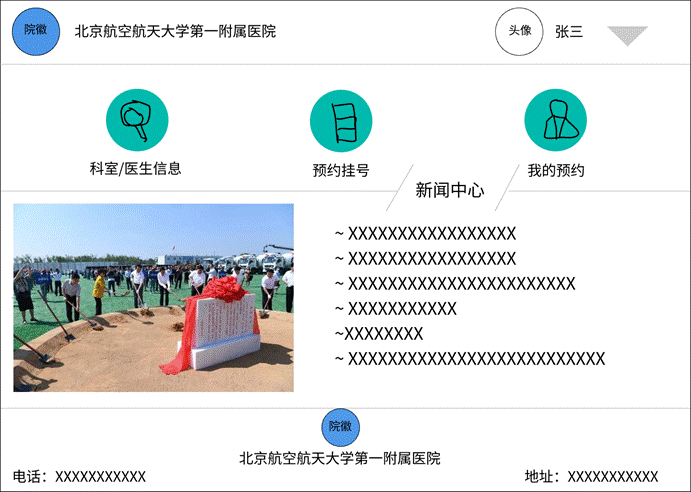 院徽
北京航空航天大学第一附属医院
头像
张三
科室/医生信息
预约挂号
我的预约
新闻中心
~ XXXXXXXXXXXXXXXXX
~ XXXXXXXXXXXXXXXXX
~ XXXXXXXXXXXXXXXXXXXXXXX
~ XXXXXXXXXXX
~XXXXXXXX
~ XXXXXXXXXXXXXXXXXXXXXXXXXX
院徽
北京航空航天大学第一附属医院
电话：XXXXXXXXXXX
地址：XXXXXXXXXXX